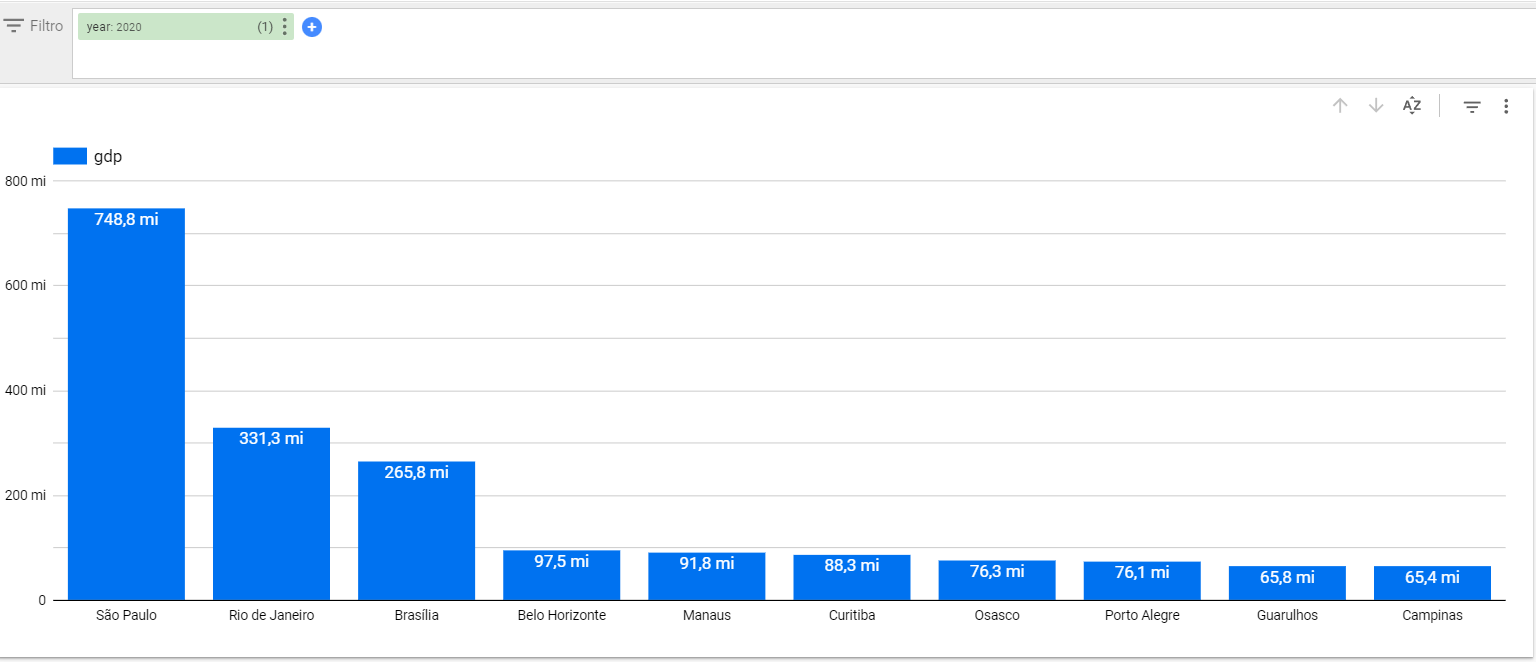 Filtro
year: 2020 (1)
AZ
gdp
800 mi
600 mi
400 mi
200 mi
0
748,8 mi
331,3 mi
265,8 mi
97,5 mi
91,8 mi
88,3 mi
76,3 mi
76,1 mi
65,8 mi
65,4 mi
São Paulo
Rio de Janeiro
Brasília
Belo Horizonte
Manaus
Curitiba
Osasco
Porto Alegre
Guarulhos
Campinas